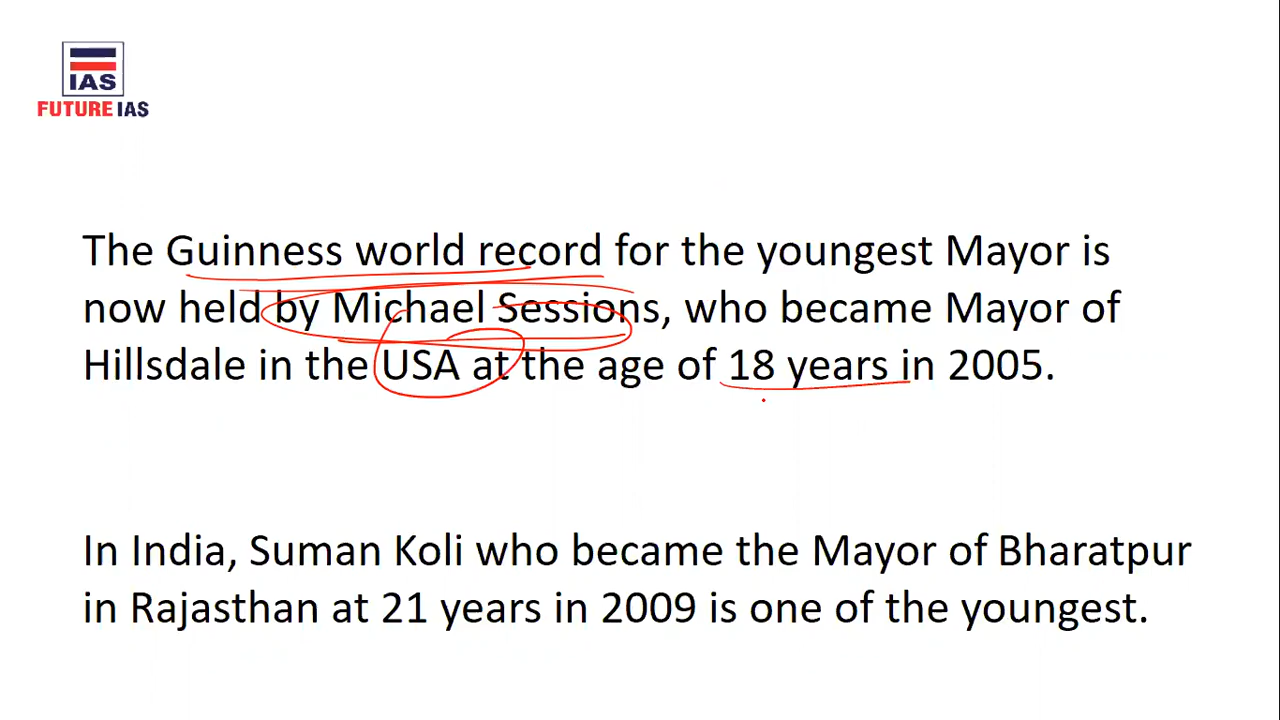 IAS
FUTURE IAS
The Guinness world record for the youngest Mayor is
now held by Michael Sessions, who became Mayor of
Hillsdale in the USA at the age of 18 years in 2005.
In India, Suman Koli who became the Mayor of Bharatpur
in Rajasthan at 21 years in 2009 is one of the youngest.